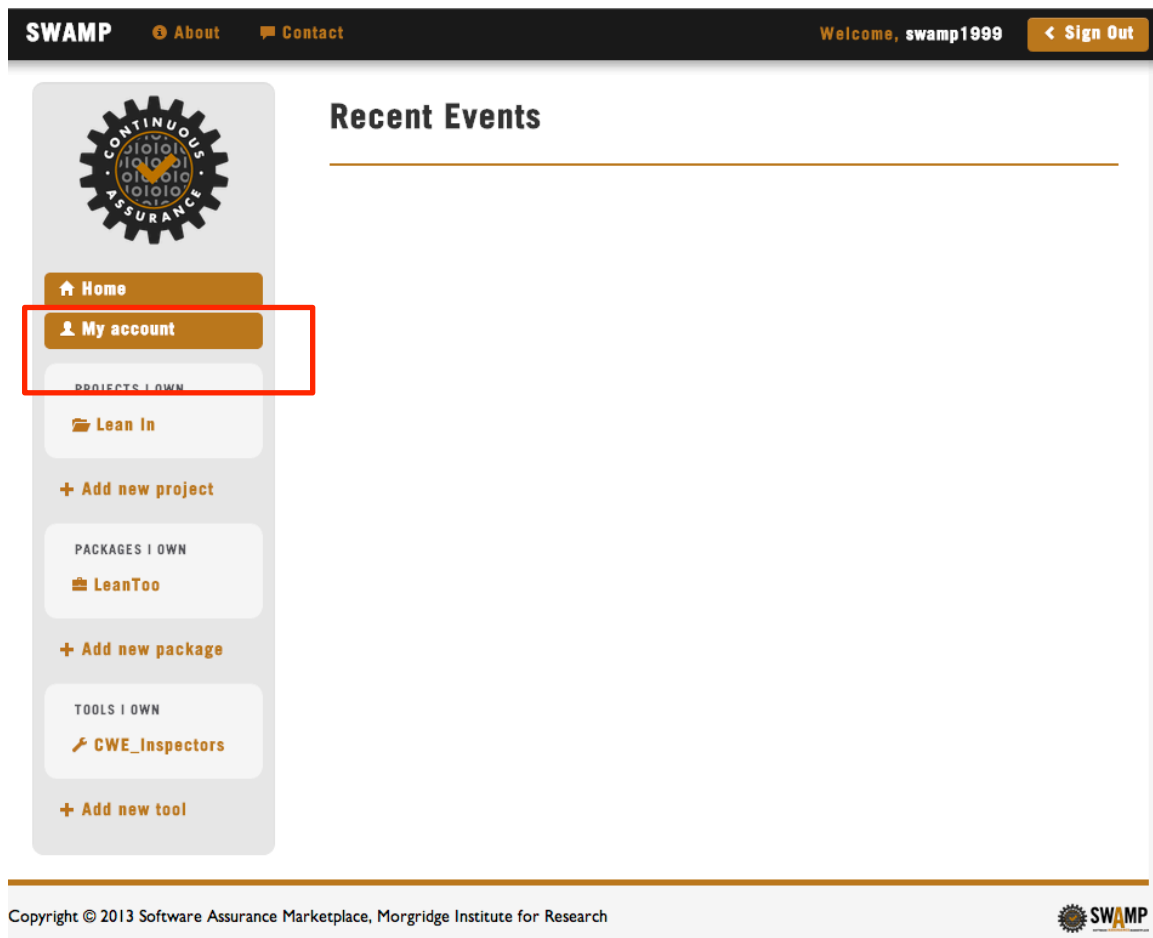 SWAMP About Contact Welcome, swamp1999 Sign Out
CONTINUOUS
ASSURANCE
Recent Events
Home
My account
PROJECTS I OWN
Lean In
+ Add new project
PACKAGES I OWN
LeanToo
+ Add new package
TOOLS I OWN
CWE_Inspectors
+ Add new tool
Copyright © 2013 Software Assurance Marketplace, Morgridge Institute for Research
SWAMP